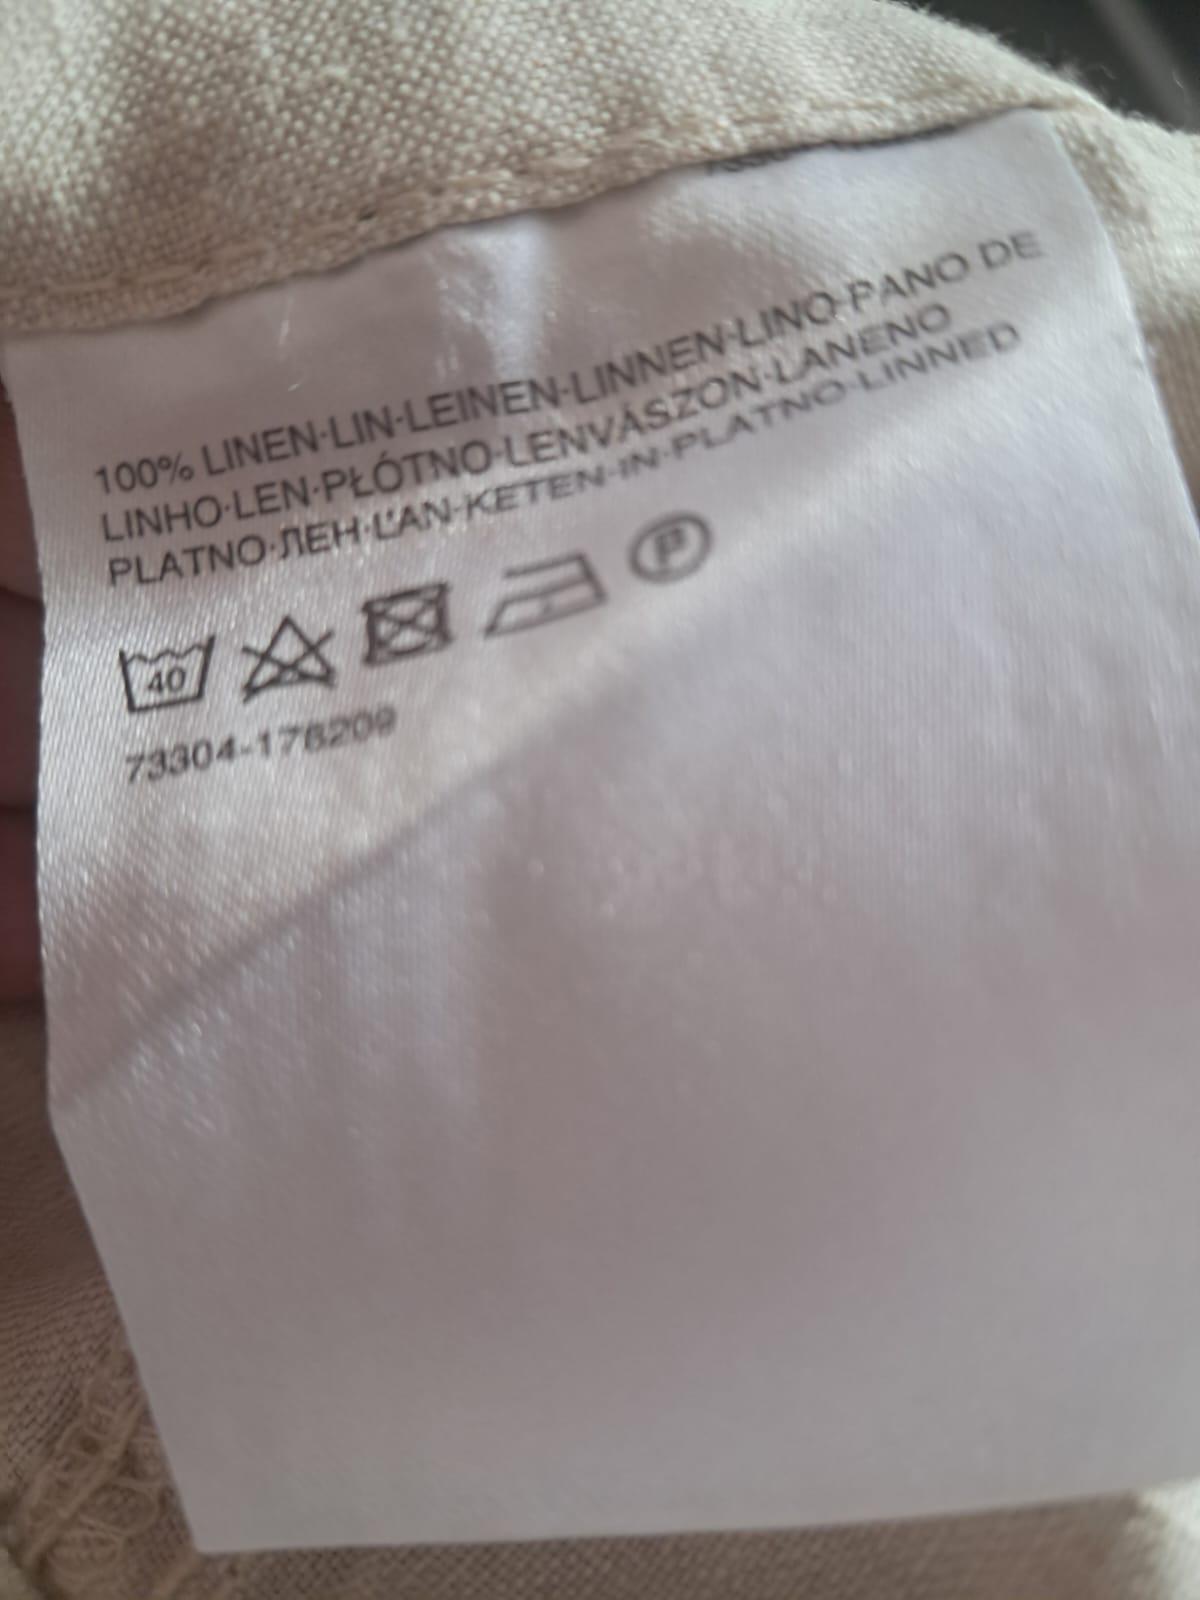 100% LINEN·LIN·LEINEN·LINNEN·LINO·PANO DE
LINHO·LEN·PŁÓTNO·LENVÁSZON·LANENO
PLATNO·ЛЕН·ĽAN·KETEN·IN·PLATNO·LINNED
40 P
73304-178209